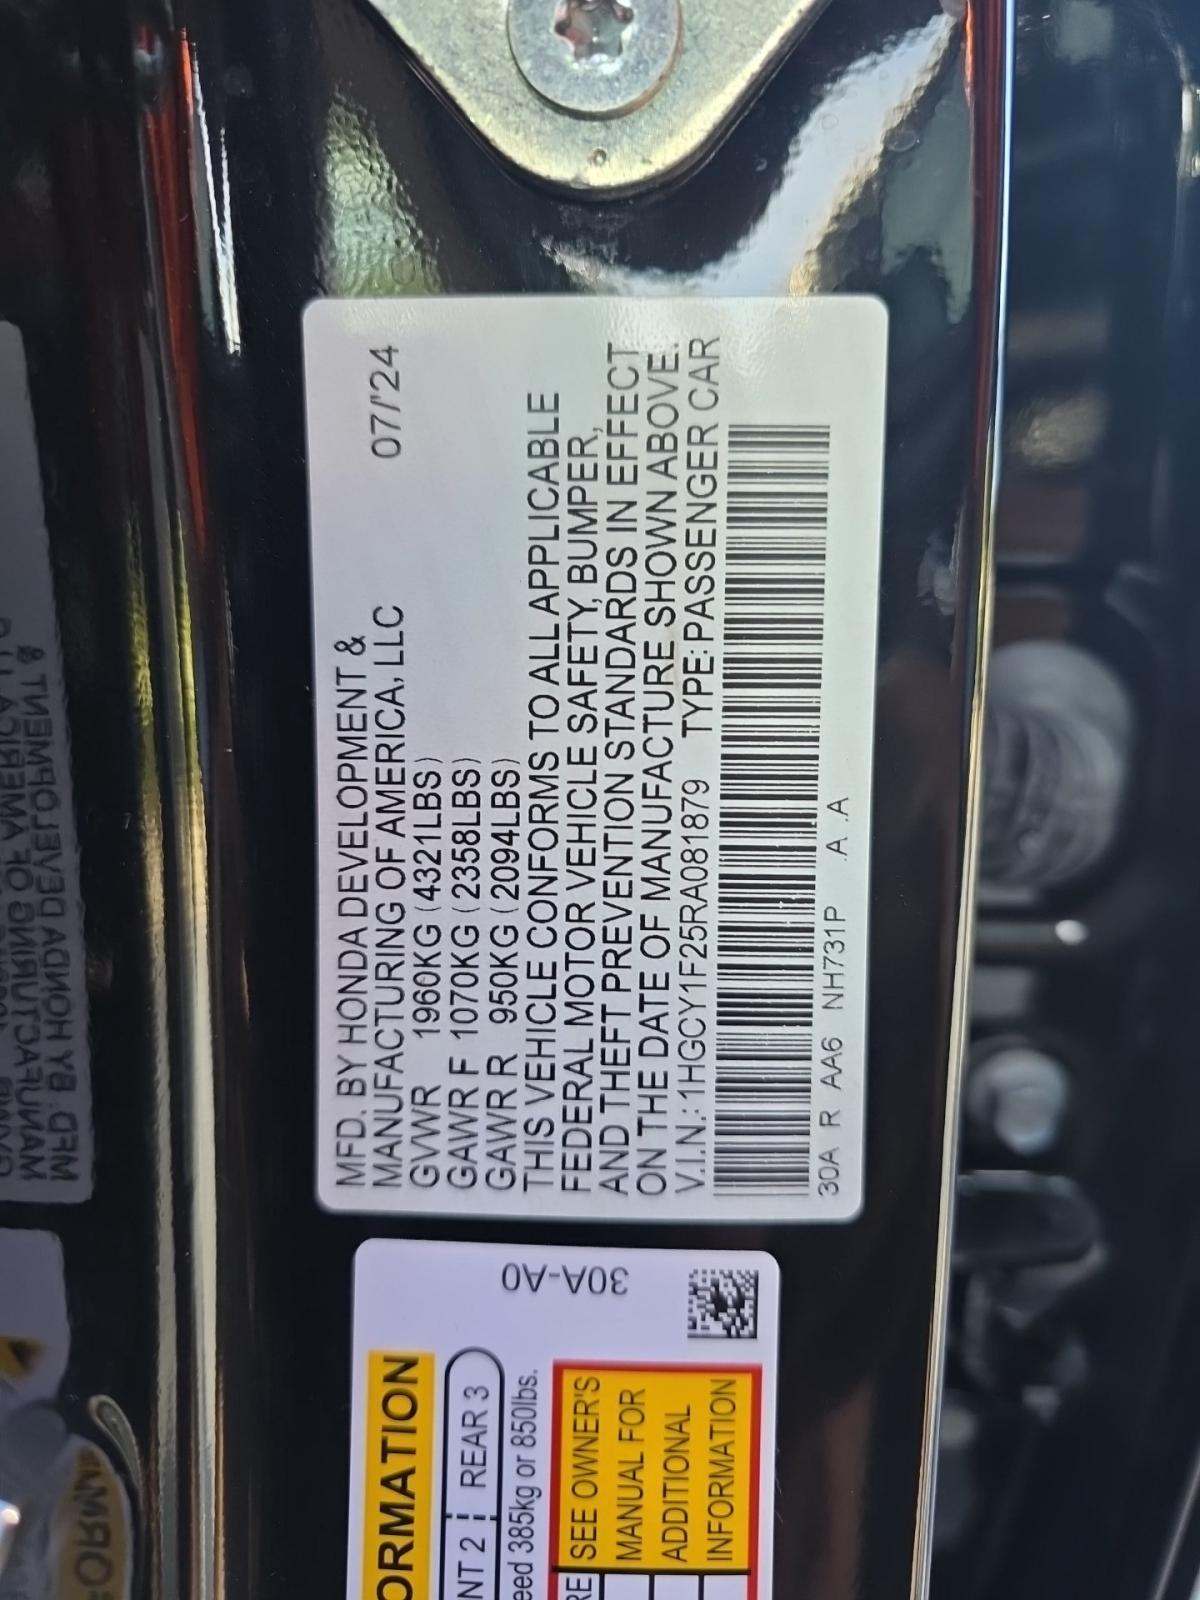 MFD. BY HONDA DEVELOPMENT &
MANUFACTURING OF AMERICA, LLC 07/'24
GVWR 1960KG (4321LBS)
GAWR F 1070KG (2358LBS)
GAWR R 950KG (2094LBS)
THIS VEHICLE CONFORMS TO ALL APPLICABLE
FEDERAL MOTOR VEHICLE SAFETY, BUMPER,
AND THEFT PREVENTION STANDARDS IN EFFECT
ON THE DATE OF MANUFACTURE SHOWN ABOVE.
V.I.N.: 1HGCY1F25RA081879 TYPE: PASSENGER CAR
30A R AA6 NH731P A .A
30A-A0
ORMATION
NT 2 REAR 3
eed 385kg or 850lbs.
RE SEE OWNER'S
MANUAL FOR
ADDITIONAL
INFORMATION